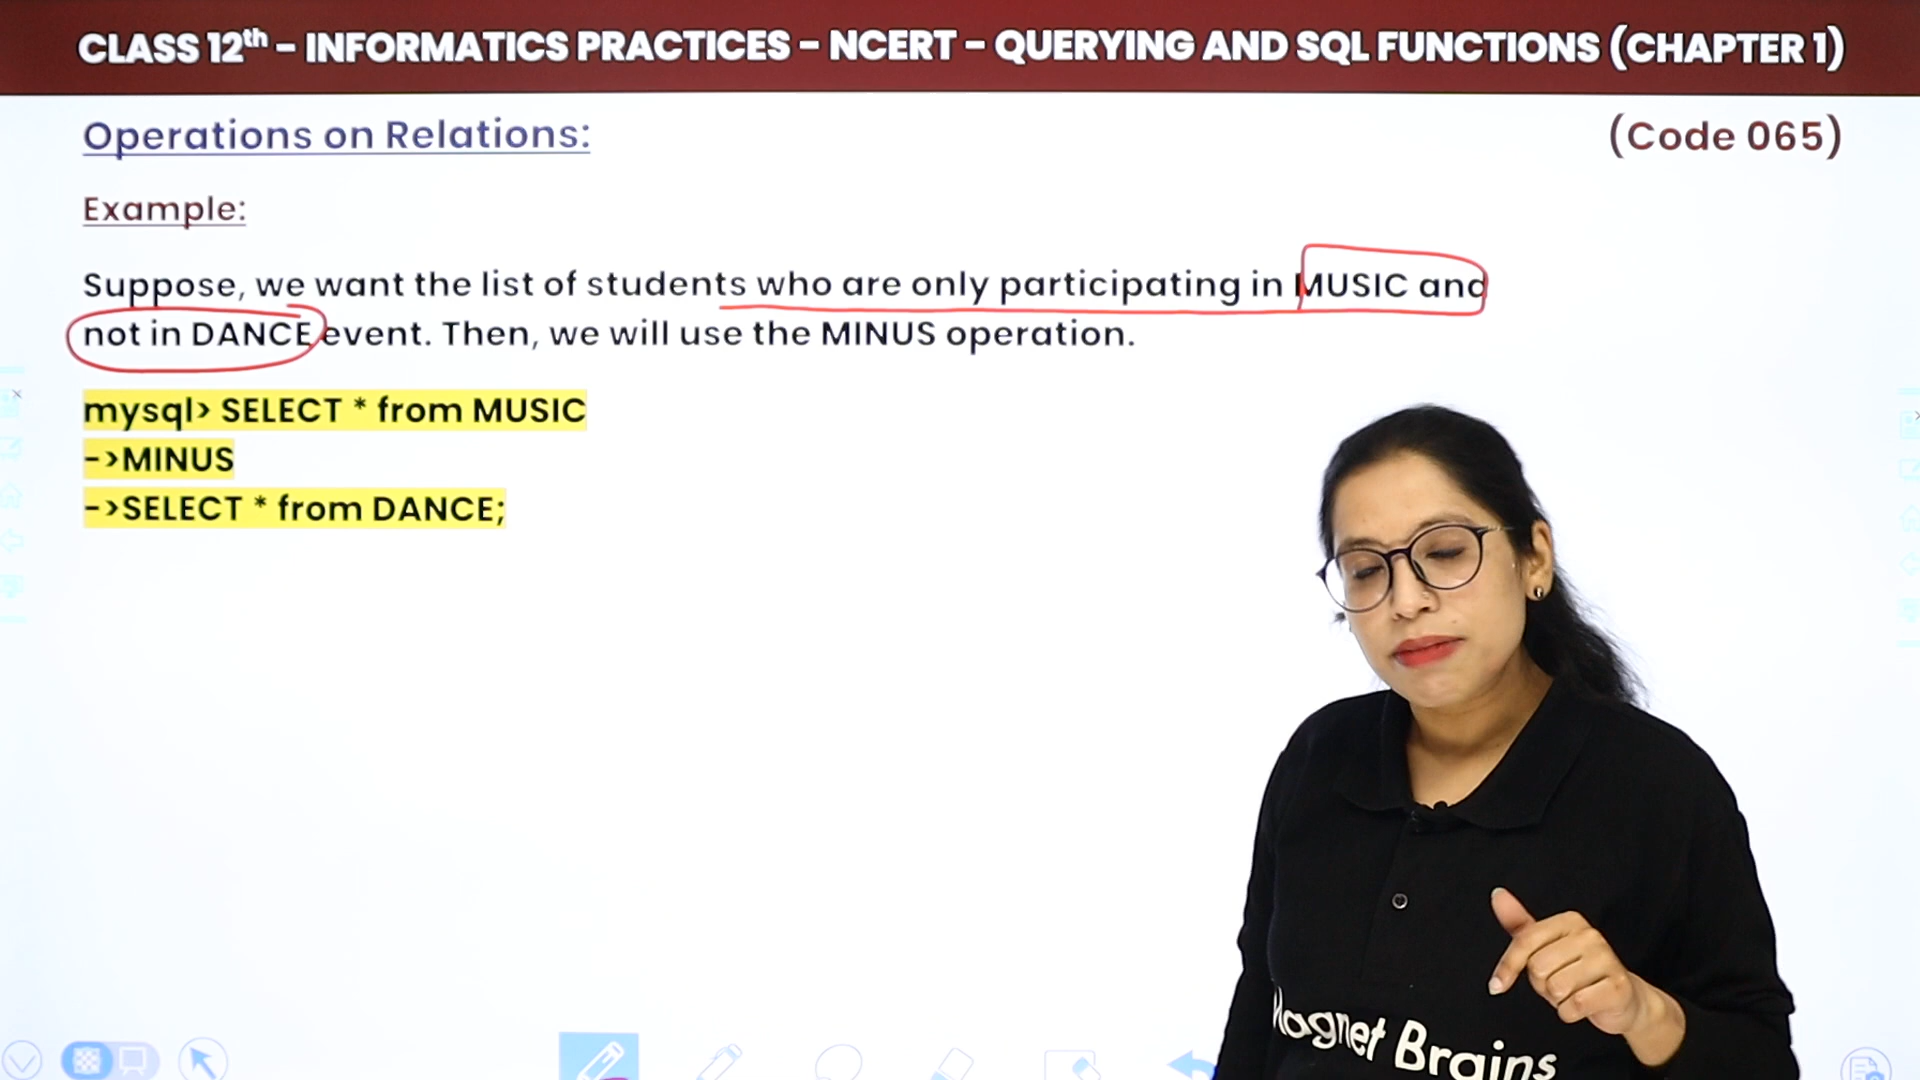 CLASS 12th - INFORMATICS PRACTICES - NCERT - QUERYING AND SQL FUNCTIONS (CHAPTER 1)
Operations on Relations:
(Code 065)
Example:
Suppose, we want the list of students who are only participating in MUSIC and
not in DANCE event. Then, we will use the MINUS operation.
mysql> SELECT * from MUSIC
->MINUS
->SELECT * from DANCE;
Magnet Brains